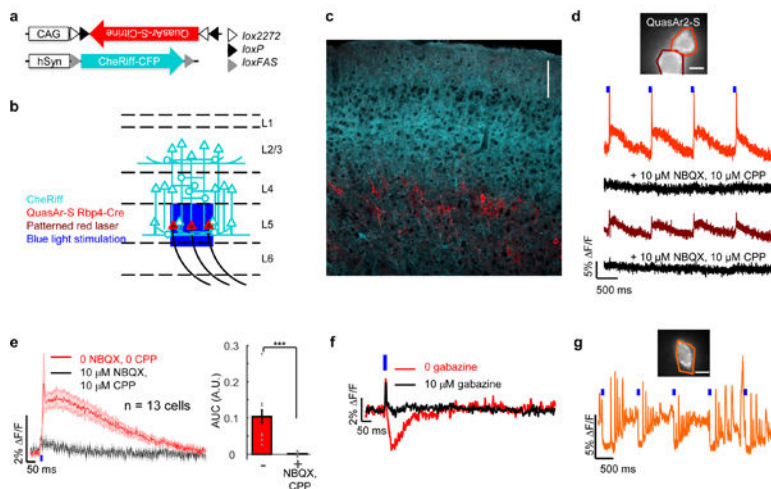 a
CAG
QuasAr-S-Citrine
hSyn
CheRiff-CFP
lox2272
loxP
loxFAS
b
L1
L2/3
L4
L5
L6
CheRiff
QuasAr-S Rbp4-Cre
Patterned red laser
Blue light stimulation
c
d
QuasAr2-S
+ 10 µM NBQX, 10 µM CPP
+ 10 µM NBQX, 10 µM CPP
5% ΔF/F
500 ms
e
0 NBQX, 0 CPP
10 µM NBQX,
10 µM CPP
n = 13 cells
2% ΔF/F
50 ms
AUC (A.U.)
0.3
0.2
0.1
0
***
- +
NBQX,
CPP
f
0 gabazine
10 µM gabazine
2% ΔF/F
50 ms
g
5% ΔF/F
500 ms